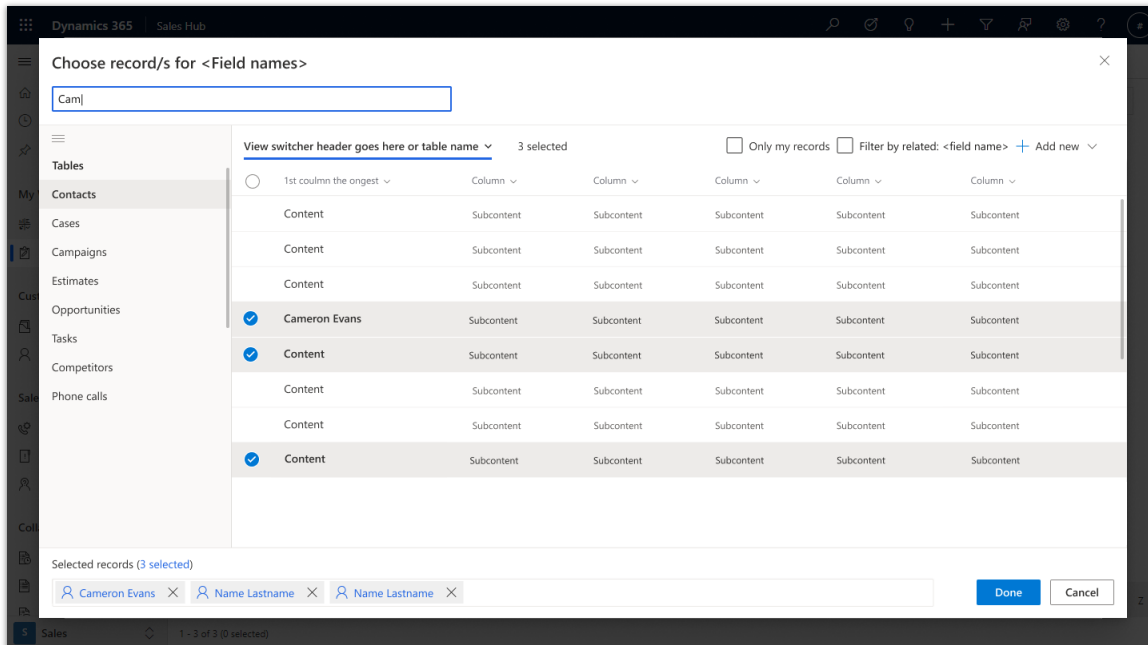 Dynamics 365 Sales Hub
Choose record/s for <Field names>
Cam
View switcher header goes here or table name 3 selected Only my records Filter by related: <field name> Add new
Tables
1st coulmn the ongest Column Column Column Column Column
Contacts
Content Subcontent Subcontent Subcontent Subcontent Subcontent
Cases
Content Subcontent Subcontent Subcontent Subcontent Subcontent
Campaigns
Estimates
Content Subcontent Subcontent Subcontent Subcontent Subcontent
Opportunities
Cameron Evans Subcontent Subcontent Subcontent Subcontent Subcontent
Tasks
Content Subcontent Subcontent Subcontent Subcontent Subcontent
Competitors
Content Subcontent Subcontent Subcontent Subcontent Subcontent
Phone calls
Content Subcontent Subcontent Subcontent Subcontent Subcontent
Content Subcontent Subcontent Subcontent Subcontent Subcontent
My
Cust
Sale
Coll
Selected records (3 selected)
Cameron Evans Name Lastname Name Lastname Done Cancel
S Sales 1 - 3 of 3 (0 selected)
Z